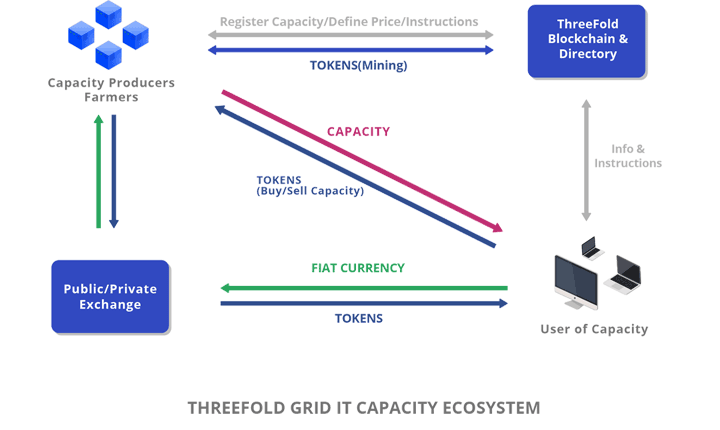 Register Capacity/Define Price/Instructions
ThreeFold
Blockchain &
Directory
TOKENS(Mining)
Capacity Producers
Farmers
CAPACITY
Info &
Instructions
TOKENS
(Buy/Sell Capacity)
FIAT CURRENCY
Public/Private
Exchange
TOKENS
User of Capacity
THREEFOLD GRID IT CAPACITY ECOSYSTEM